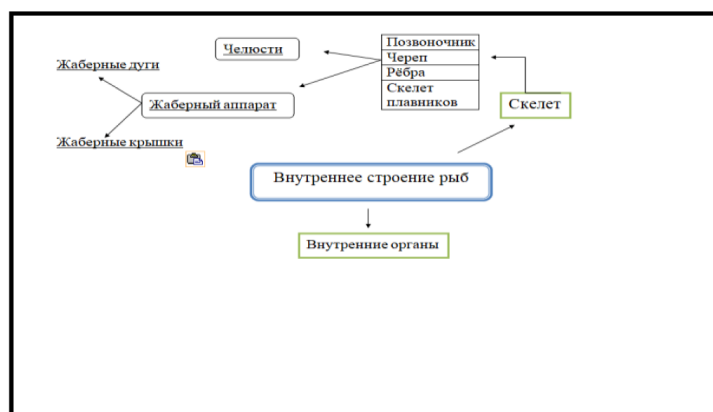 Позвоночник
Челюсти
Череп
Жаберные дуги
Рёбра
Скелет
плавников
Жаберный аппарат
Скелет
Жаберные крышки
Внутреннее строение рыб
Внутренние органы